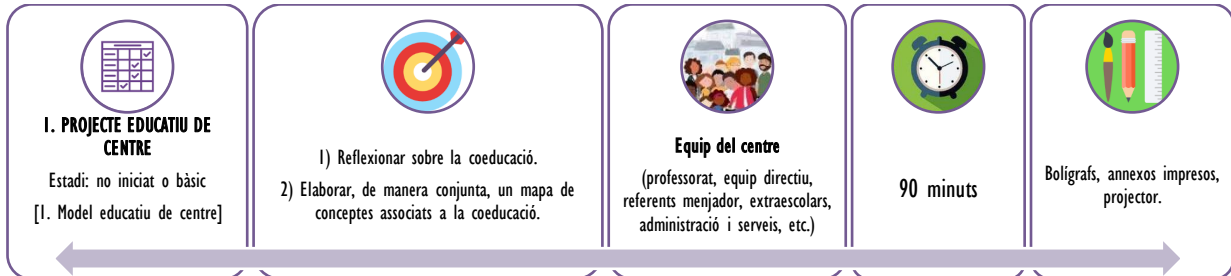 1. PROJECTE EDUCATIU DE
CENTRE
Estadi: no iniciat o bàsic
[1. Model educatiu de centre]
1) Reflexionar sobre la coeducació.
2) Elaborar, de manera conjunta, un mapa de
conceptes associats a la coeducació.
Equip del centre
(professorat, equip directiu,
referents menjador, extraescolars,
administració i serveis, etc.)
90 minuts
Bolígrafs, annexos impresos,
projector.